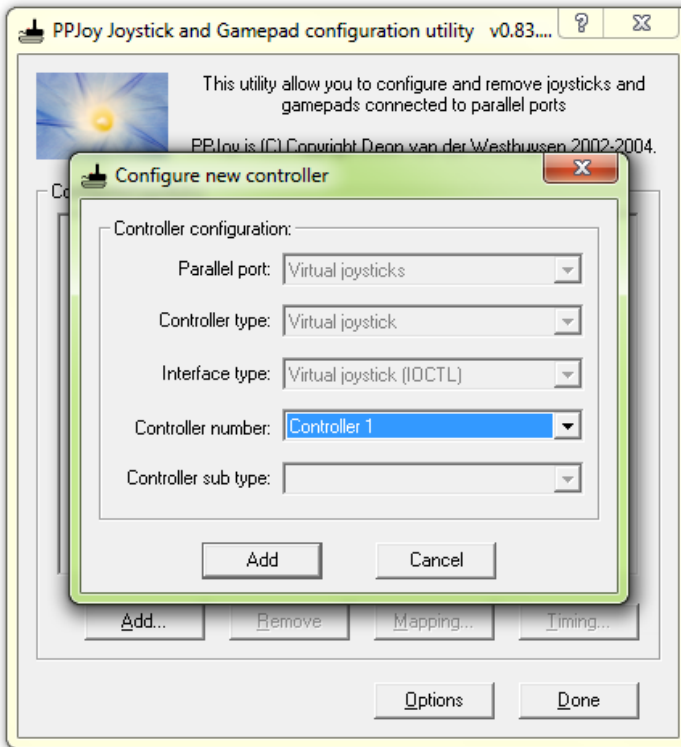 PPJoy Joystick and Gamepad configuration utility v0.83....
This utility allow you to configure and remove joysticks and
gamepads connected to parallel ports
PPJoy is (C) Copyright Deon van der Westhuysen 2002-2004.
Configure new controller
Co
Controller configuration:
Parallel port: Virtual joysticks
Controller type: Virtual joystick
Interface type: Virtual joystick (IOCTL)
Controller number: Controller 1
Controller sub type:
Add Cancel
Add... Remove Mapping... Timing...
Options Done